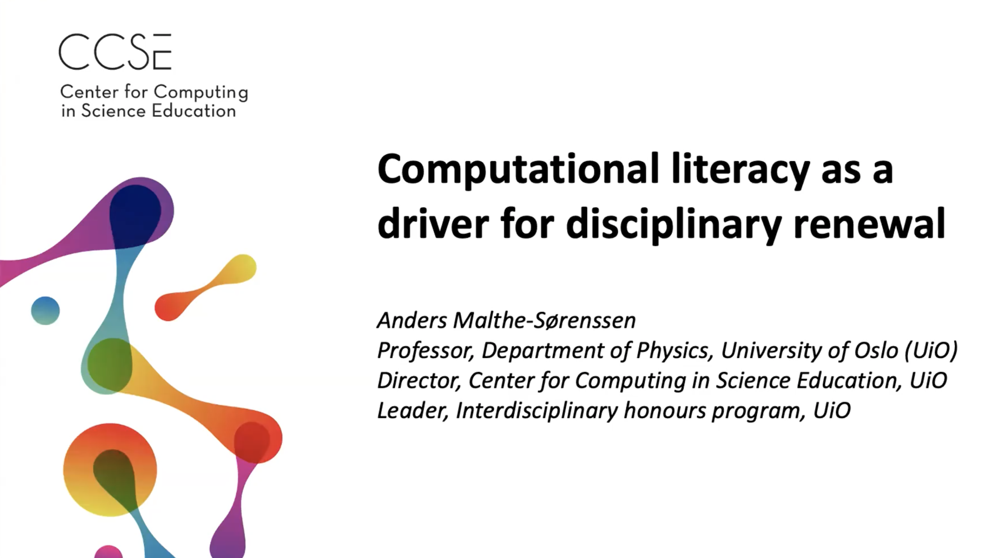 CCSE
Center for Computing
in Science Education
Computational literacy as a
driver for disciplinary renewal
Anders Malthe-Sørenssen
Professor, Department of Physics, University of Oslo (UiO)
Director, Center for Computing in Science Education, UiO
Leader, Interdisciplinary honours program, UiO